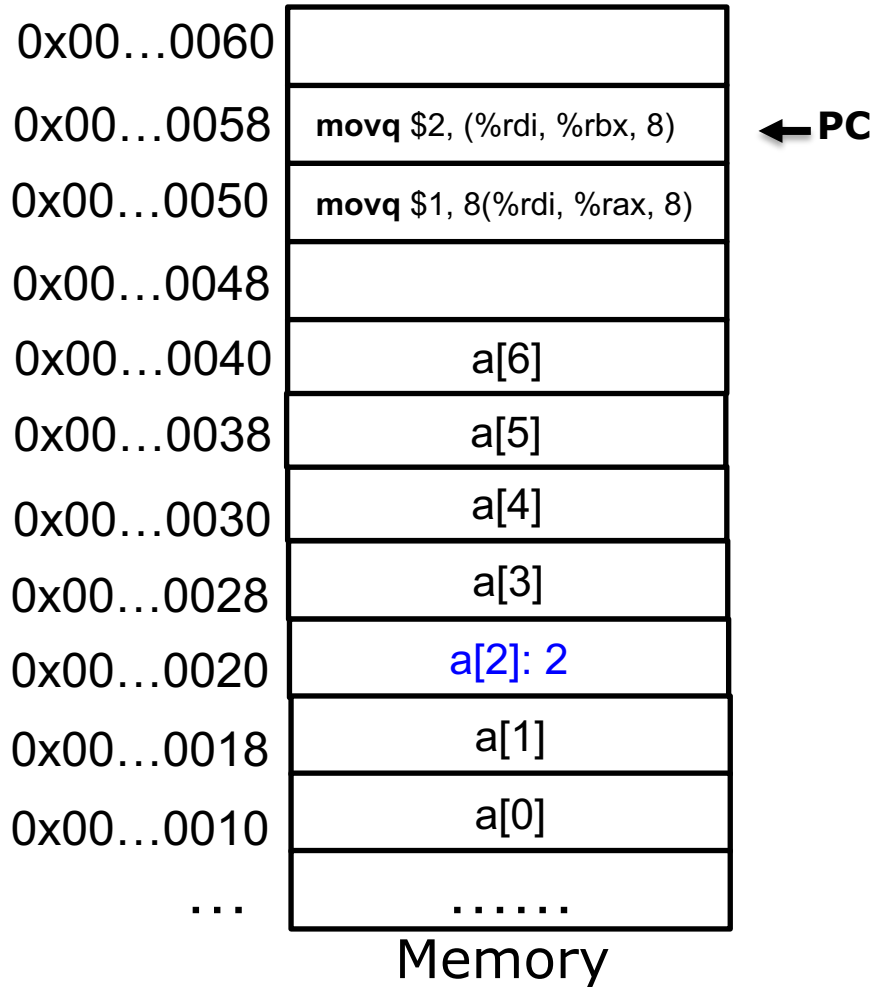 0x00…0060
0x00…0058 movq $2, (%rdi, %rbx, 8) PC
0x00…0050 movq $1, 8(%rdi, %rax, 8)
0x00…0048
0x00…0040 a[6]
0x00…0038 a[5]
0x00…0030 a[4]
0x00…0028 a[3]
0x00…0020 a[2]: 2
0x00…0018 a[1]
0x00…0010 a[0]
… ……
Memory